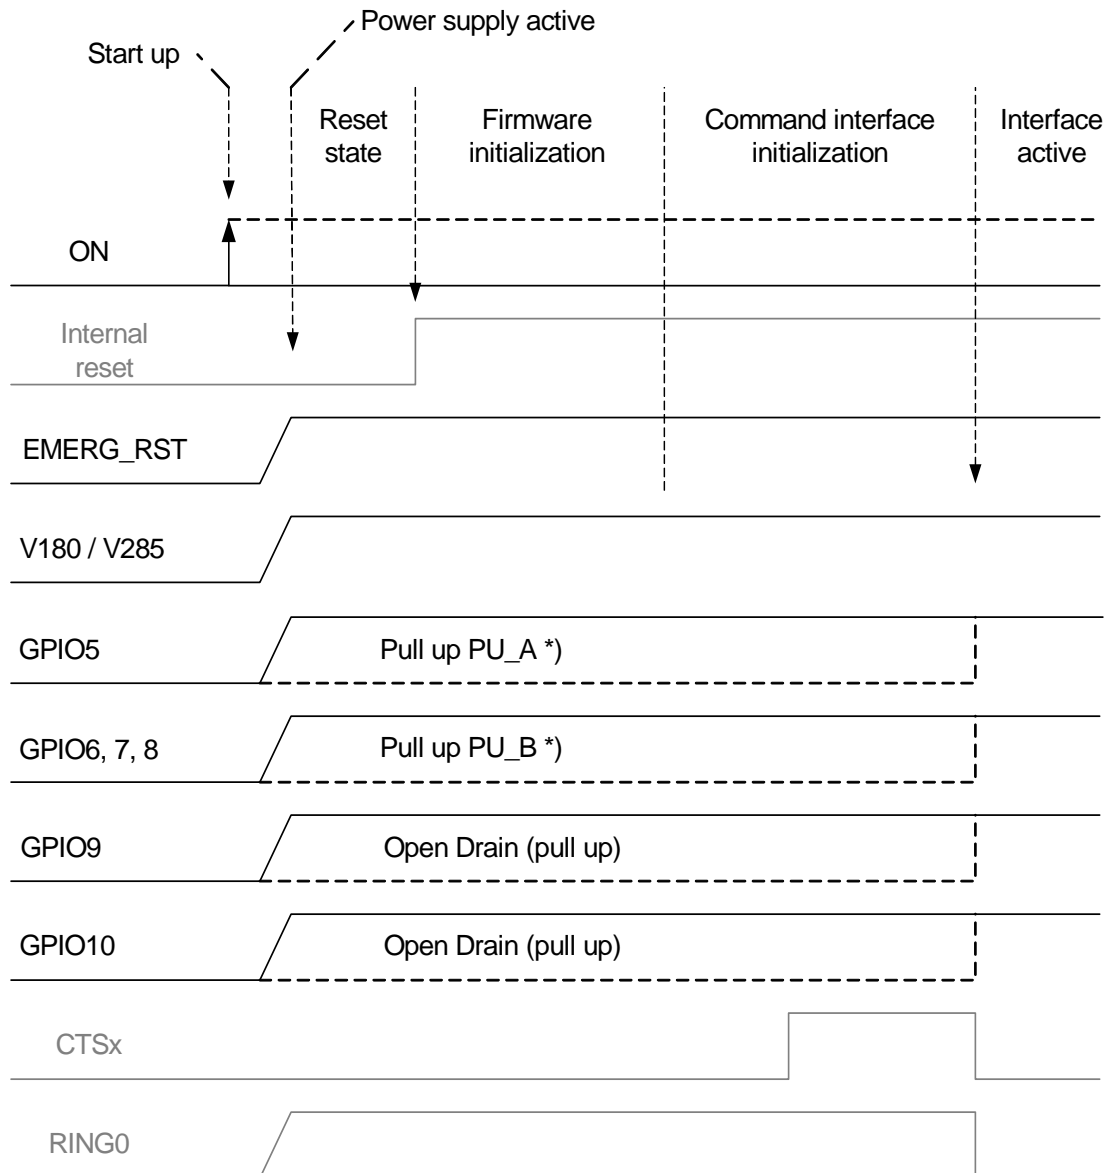 Power supply active
Start up
Reset
state
Firmware
initialization
Command interface
initialization
Interface
active
ON
Internal
reset
EMERG_RST
V180 / V285
GPIO5
Pull up PU_A *)
GPIO6, 7, 8
Pull up PU_B *)
GPIO9
Open Drain (pull up)
GPIO10
Open Drain (pull up)
CTSx
RING0